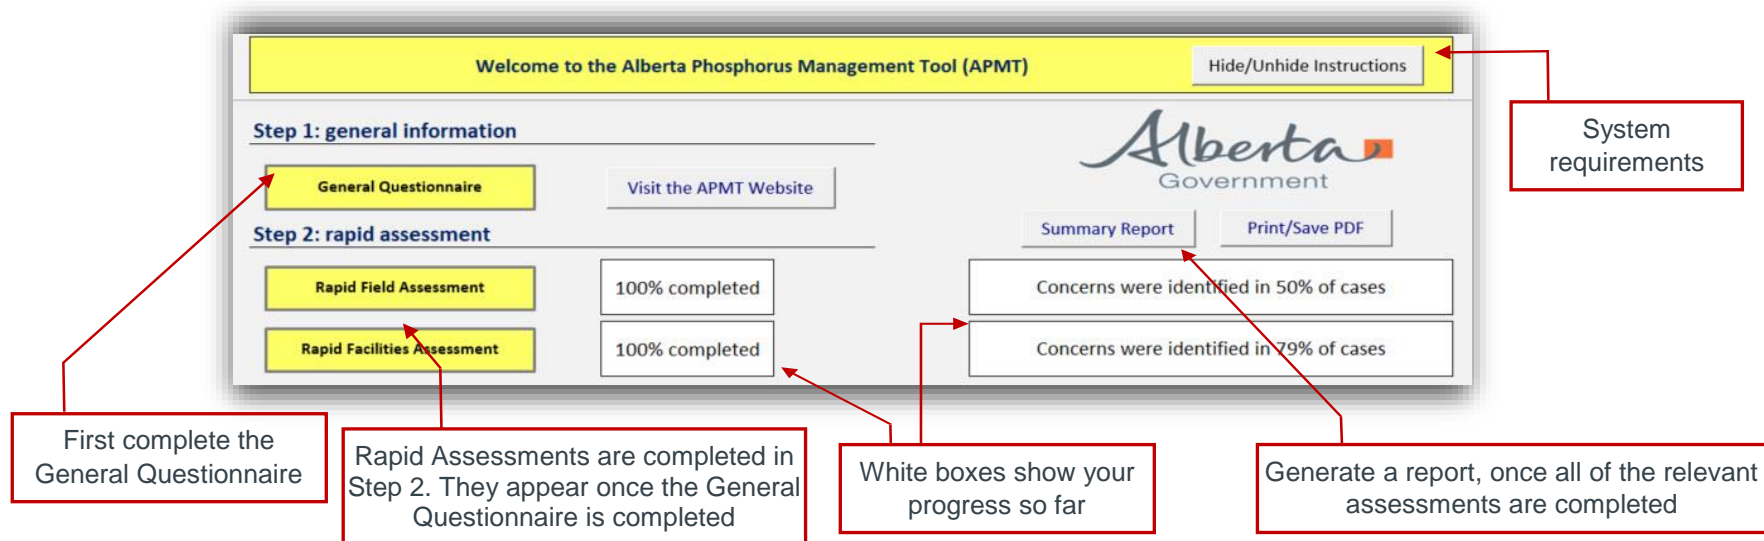 Welcome to the Alberta Phosphorus Management Tool (APMT)
Hide/Unhide Instructions
System
requirements
Step 1: general information
Alberta
Government
General Questionnaire
Visit the APMT Website
Step 2: rapid assessment
Summary Report
Print/Save PDF
Rapid Field Assessment
100% completed
Concerns were identified in 50% of cases
Rapid Facilities Assessment
100% completed
Concerns were identified in 79% of cases
First complete the
General Questionnaire
Rapid Assessments are completed in
Step 2. They appear once the General
Questionnaire is completed
White boxes show your
progress so far
Generate a report, once all of the relevant
assessments are completed